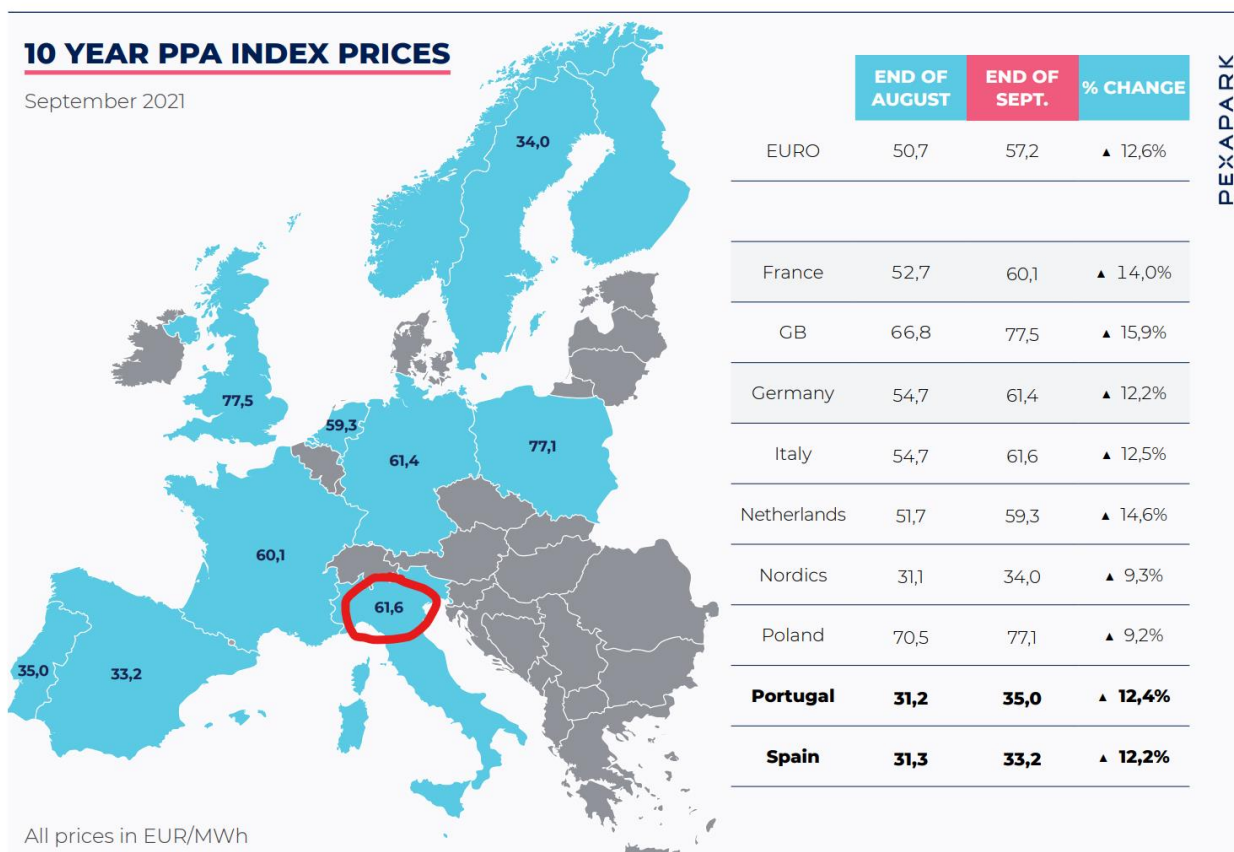 10 YEAR PPA INDEX PRICES
September 2021
34,0
77,5
59,3
61,4
77,1
60,1
61,6
35,0
33,2
All prices in EUR/MWh
END OF AUGUST END OF SEPT. % CHANGE
EURO 50,7 57,2 ▲ 12,6%
France 52,7 60,1 ▲ 14,0%
GB 66,8 77,5 ▲ 15,9%
Germany 54,7 61,4 ▲ 12,2%
Italy 54,7 61,6 ▲ 12,5%
Netherlands 51,7 59,3 ▲ 14,6%
Nordics 31,1 34,0 ▲ 9,3%
Poland 70,5 77,1 ▲ 9,2%
Portugal 31,2 35,0 ▲ 12,4%
Spain 31,3 33,2 ▲ 12,2%
PEXAPARK